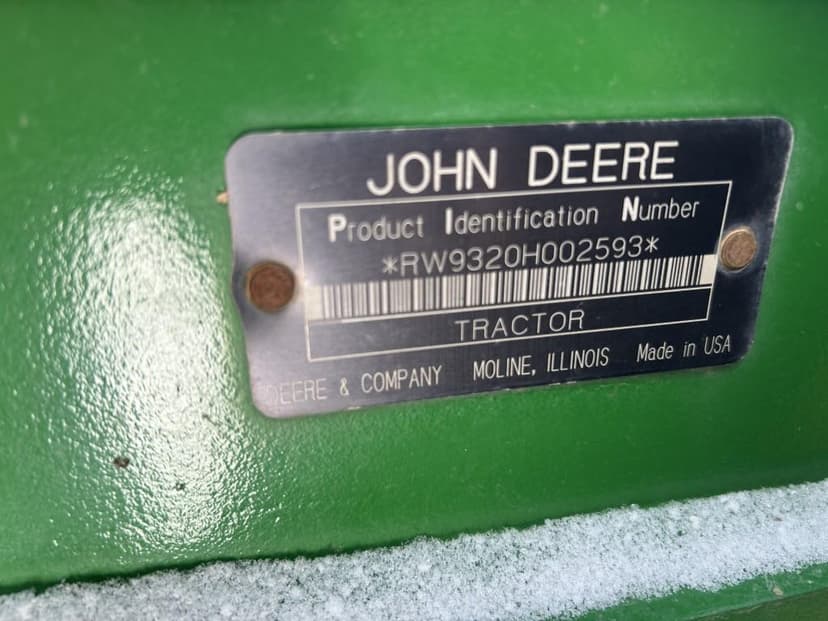 JOHN DEERE
Product Identification Number
*RW9320H002593*
TRACTOR
DEERE & COMPANY MOLINE, ILLINOIS Made in USA